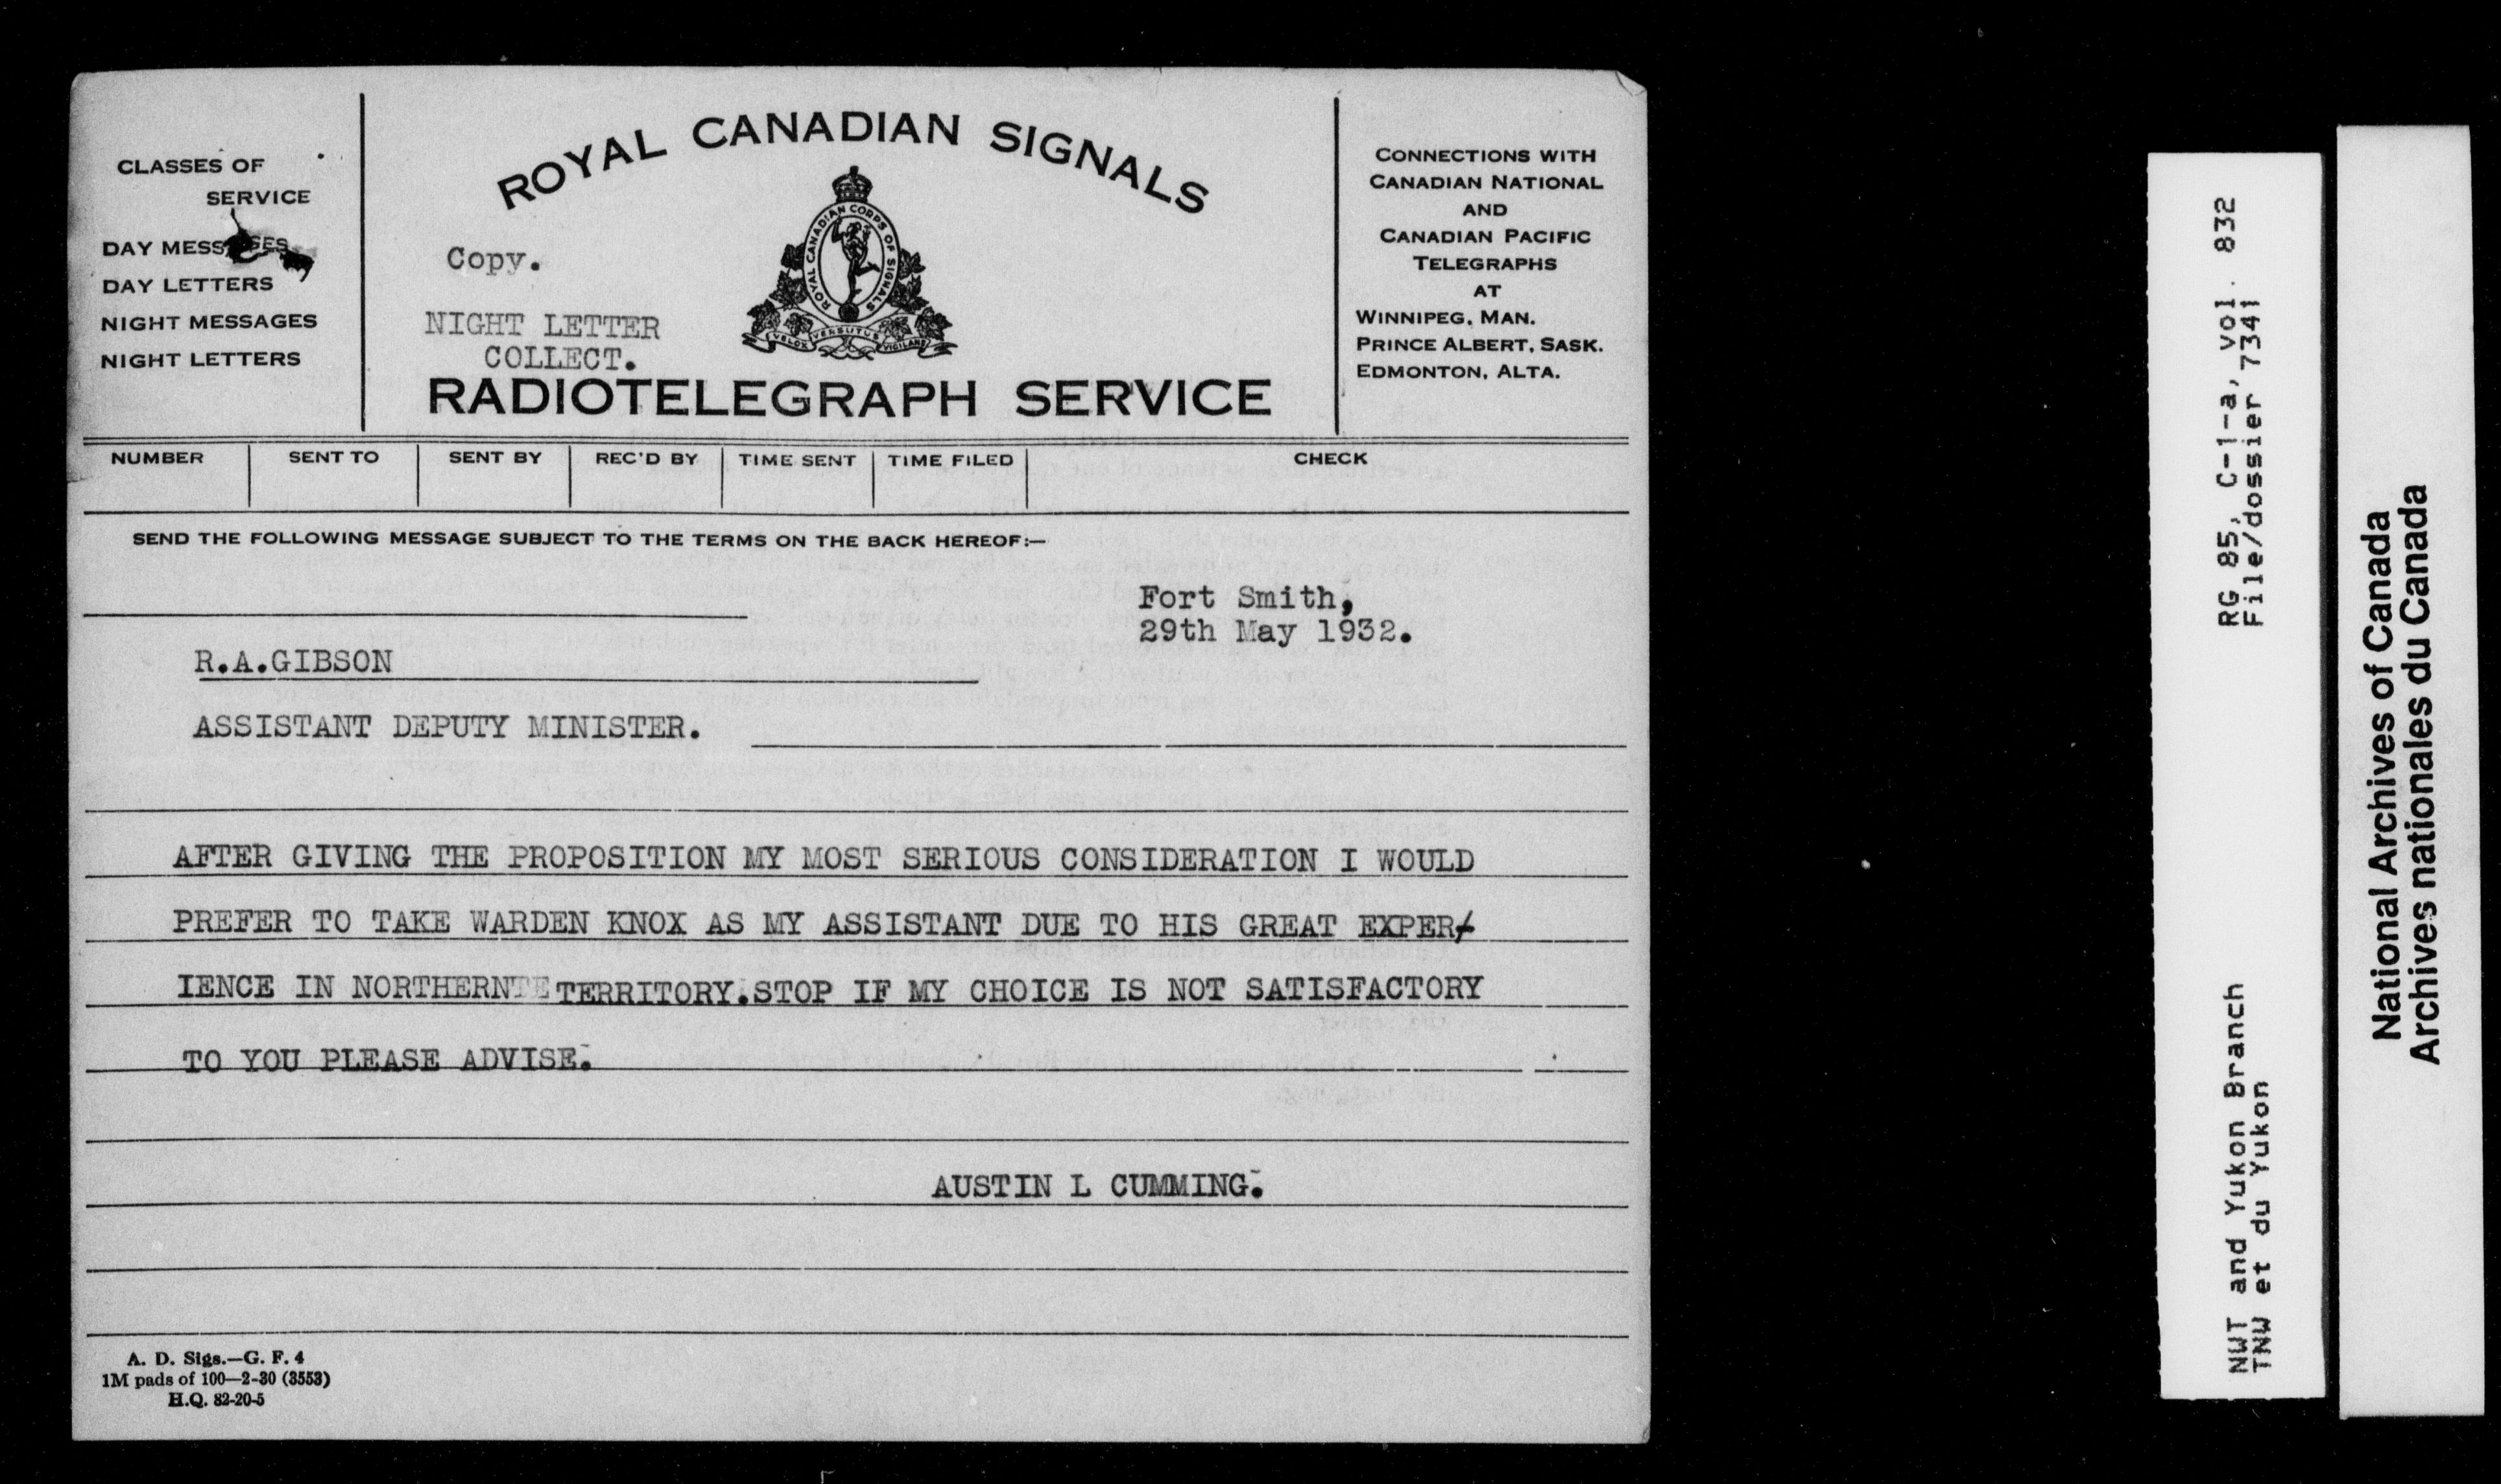 CLASSES OF
SERVICE
DAY MESSAGES
DAY LETTERS
NIGHT MESSAGES
NIGHT LETTERS
ROYAL CANADIAN SIGNALS
Copy.
NIGHT LETTER
COLLECT.
ROYAL CANADIAN CORPS OF SIGNALS
VELOX VERSUTUS VIGILANS
RADIOTELEGRAPH SERVICE
CONNECTIONS WITH
CANADIAN NATIONAL
AND
CANADIAN PACIFIC
TELEGRAPHS
AT
WINNIPEG, MAN.
PRINCE ALBERT, SASK.
EDMONTON, ALTA.
NUMBER SENT TO SENT BY REC'D BY TIME SENT TIME FILED CHECK
SEND THE FOLLOWING MESSAGE SUBJECT TO THE TERMS ON THE BACK HEREOF:—
Fort Smith,
29th May 1932.
R.A.GIBSON
ASSISTANT DEPUTY MINISTER.
AFTER GIVING THE PROPOSITION MY MOST SERIOUS CONSIDERATION I WOULD
PREFER TO TAKE WARDEN KNOX AS MY ASSISTANT DUE TO HIS GREAT EXPER-
IENCE IN NORTHERN TERRITORY.STOP IF MY CHOICE IS NOT SATISFACTORY
TO YOU PLEASE ADVISE.
AUSTIN L CUMMING.
A. D. Sigs.—G. F. 4
1M pads of 100—2-30 (3553)
H.Q. 82-20-5
RG 85, C-1-a, vol. 832
File/dossier 7341
NWT and Yukon Branch
TNW et du Yukon
National Archives of Canada
Archives nationales du Canada